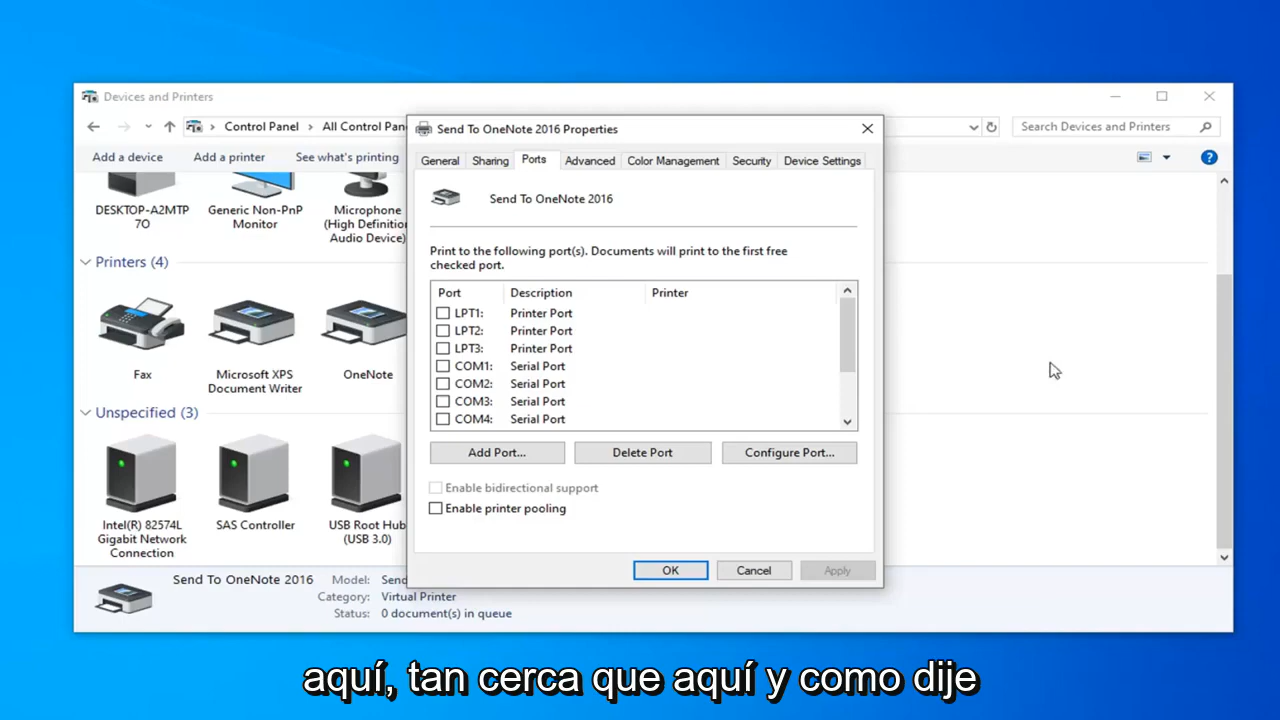 Devices and Printers
Control Panel > All Control Pan
Search Devices and Printers
Add a device Add a printer See what's printing
DESKTOP-A2MTP
7O
Generic Non-PnP
Monitor
Microphone
(High Definition
Audio Device)
Printers (4)
Fax
Microsoft XPS
Document Writer
OneNote
Unspecified (3)
Intel(R) 82574L
Gigabit Network
Connection
SAS Controller
USB Root Hub
(USB 3.0)
Send To OneNote 2016 Model: Send
Category: Virtual Printer
Status: 0 document(s) in queue
Send To OneNote 2016 Properties
General Sharing Ports Advanced Color Management Security Device Settings
Send To OneNote 2016
Print to the following port(s). Documents will print to the first free
checked port.
Port Description Printer
LPT1: Printer Port
LPT2: Printer Port
LPT3: Printer Port
COM1: Serial Port
COM2: Serial Port
COM3: Serial Port
COM4: Serial Port
Add Port... Delete Port Configure Port...
Enable bidirectional support
Enable printer pooling
OK Cancel Apply
aquí, tan cerca que aquí y como dije